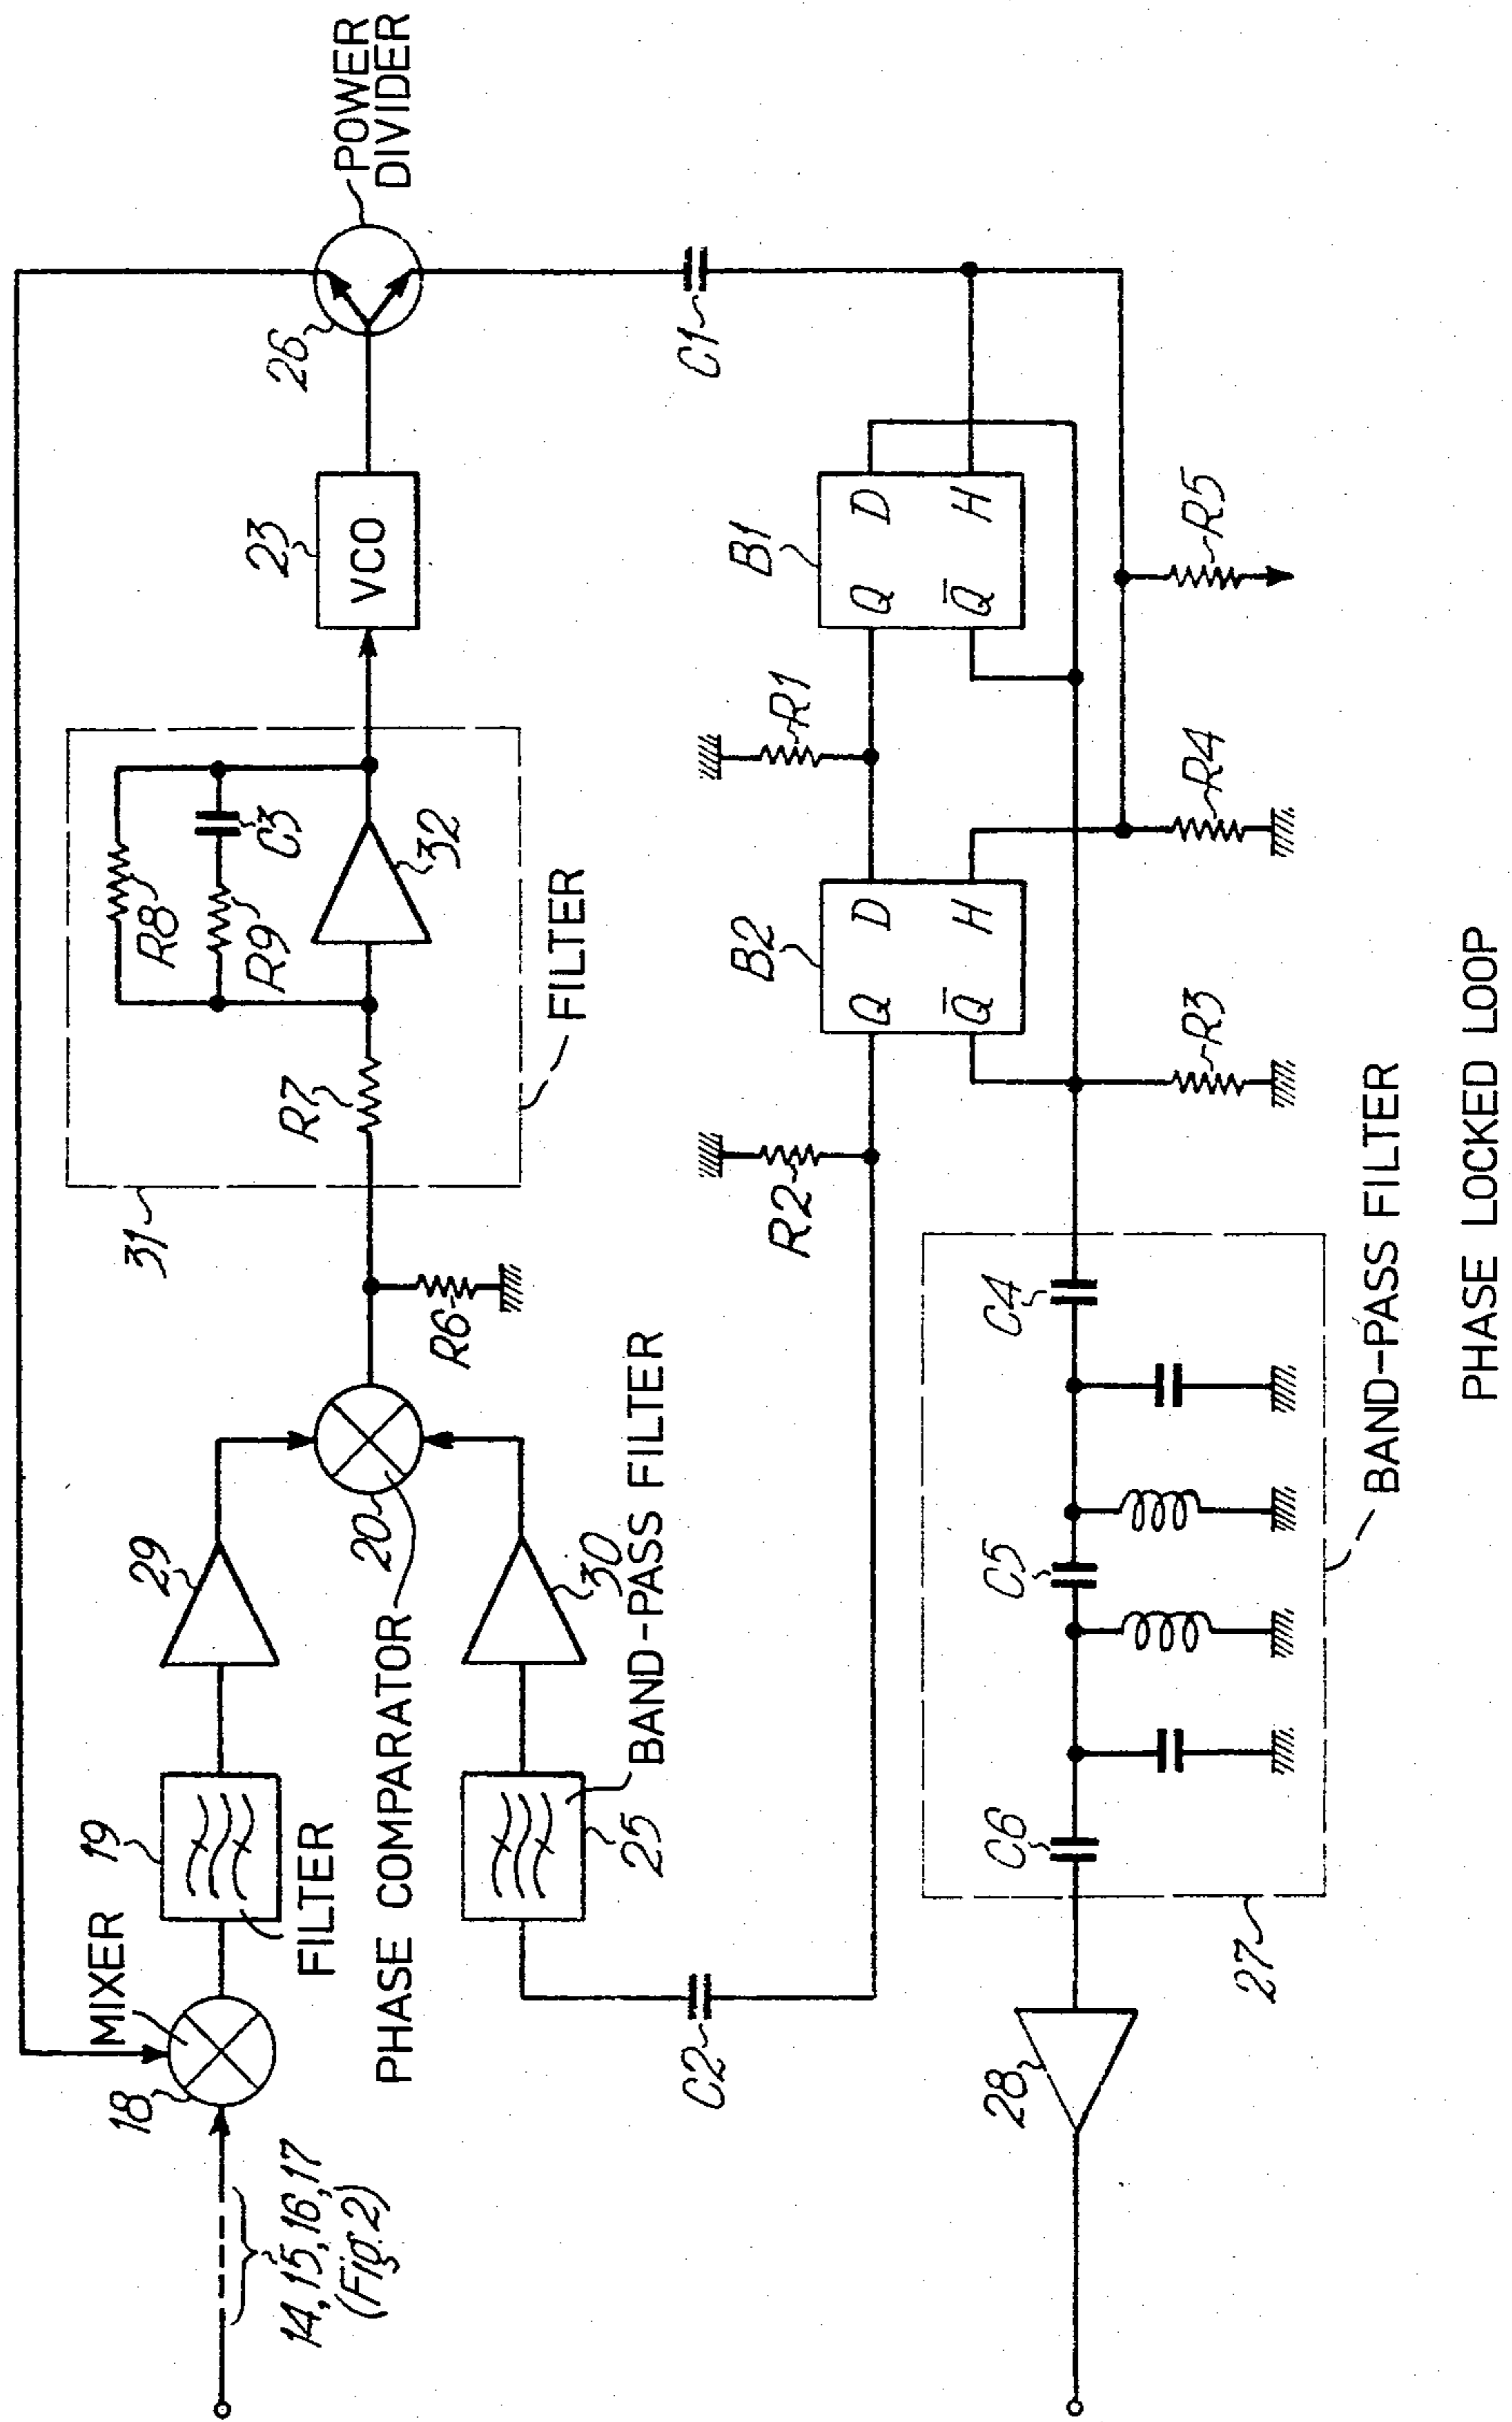 POWER
DIVIDER
26
23
VCO
R8
C3
R9
32
R7
FILTER
31
R6
29
20
PHASE COMPARATOR
30
BAND-PASS FILTER
19
FILTER
25
MIXER
18
14,15,16,17
(Fig.2)
C1
C2
B1
Q D
Q̅ H
R1
B2
Q D
Q̅ H
R2
R3
R4
R5
C4
C5
C6
27
BAND-PASS FILTER
28
PHASE LOCKED LOOP